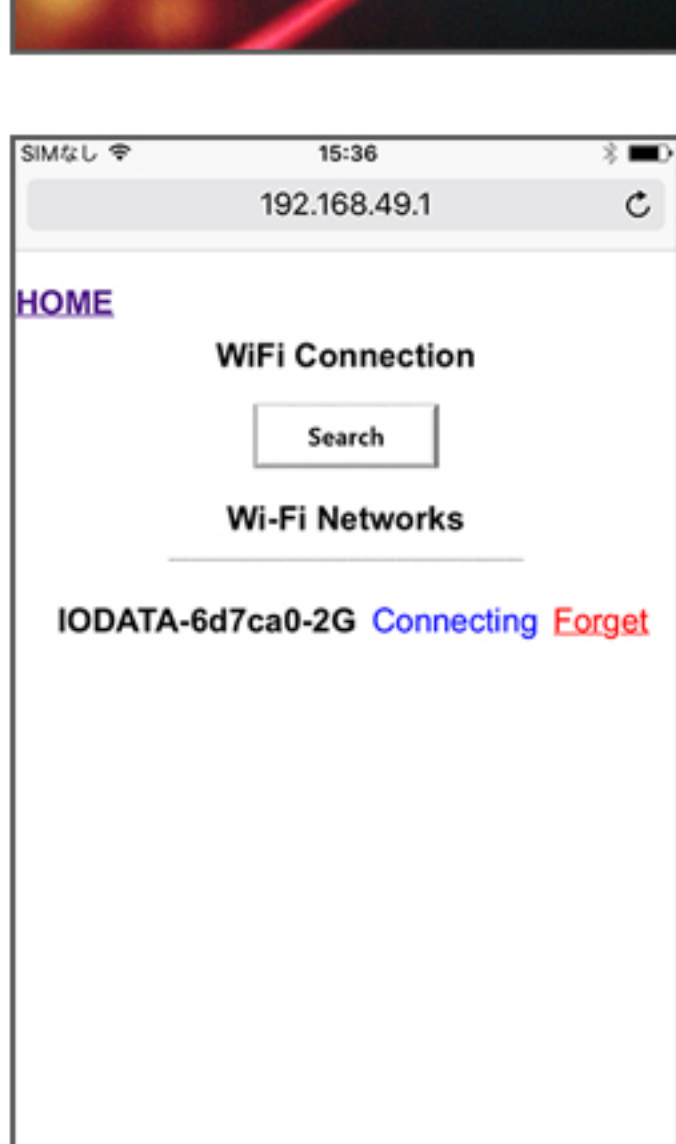 SIMなし 15:36
192.168.49.1
HOME
WiFi Connection
Search
Wi-Fi Networks
IODATA-6d7ca0-2G Connecting Forget